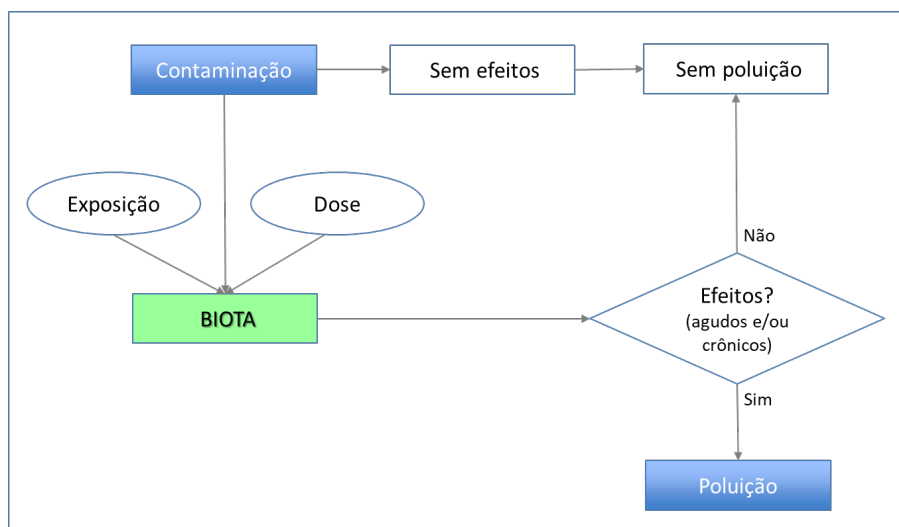 Contaminação
Sem efeitos
Sem poluição
Exposição
Dose
Não
BIOTA
Efeitos?
(agudos e/ou
crônicos)
Sim
Poluição